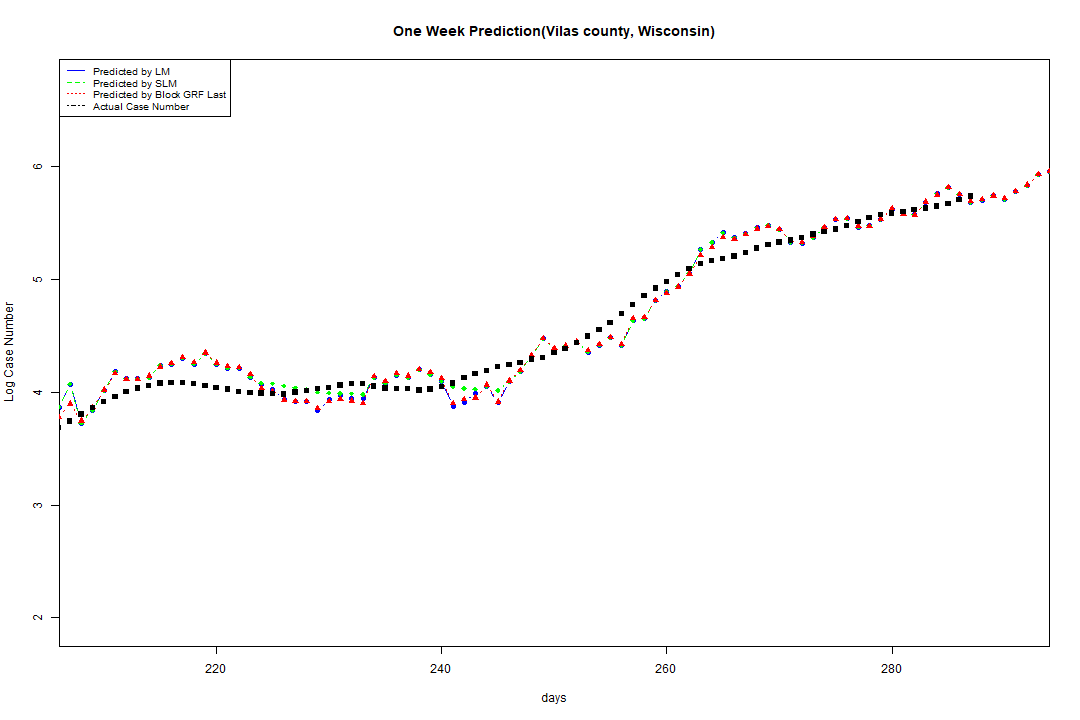 One Week Prediction(Vilas county, Wisconsin)
Predicted by LM
Predicted by SLM
Predicted by Block GRF Last
Actual Case Number
6
5
4
3
2
Log Case Number
220 240 260 280
days